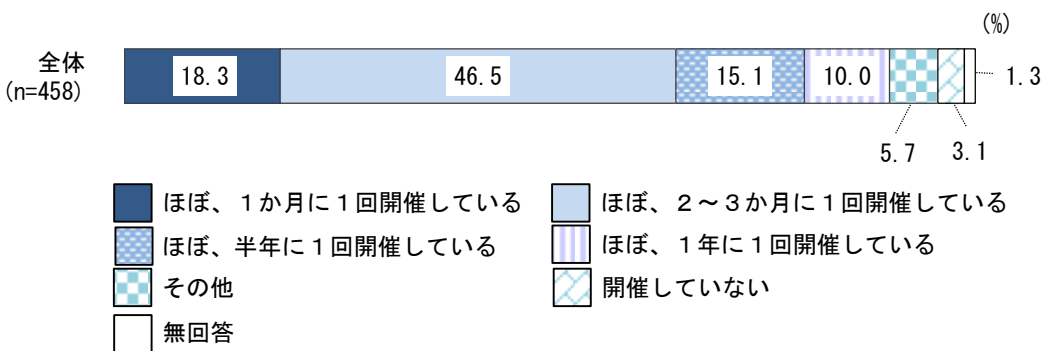 (%)
全体
(n=458)
18.3 46.5 15.1 10.0 1.3
5.7 3.1
ほぼ、１か月に１回開催している ほぼ、２～３か月に１回開催している
ほぼ、半年に１回開催している ほぼ、１年に１回開催している
その他 開催していない
無回答